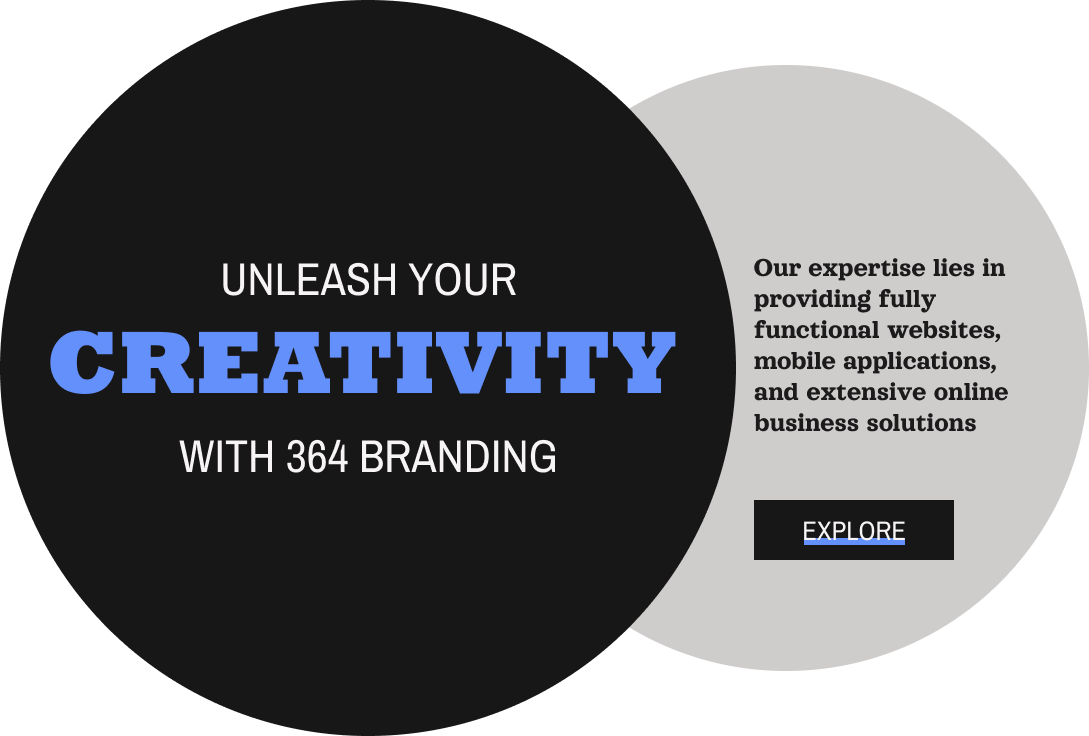 UNLEASH YOUR
CREATIVITY
WITH 364 BRANDING
Our expertise lies in
providing fully
functional websites,
mobile applications,
and extensive online
business solutions
EXPLORE